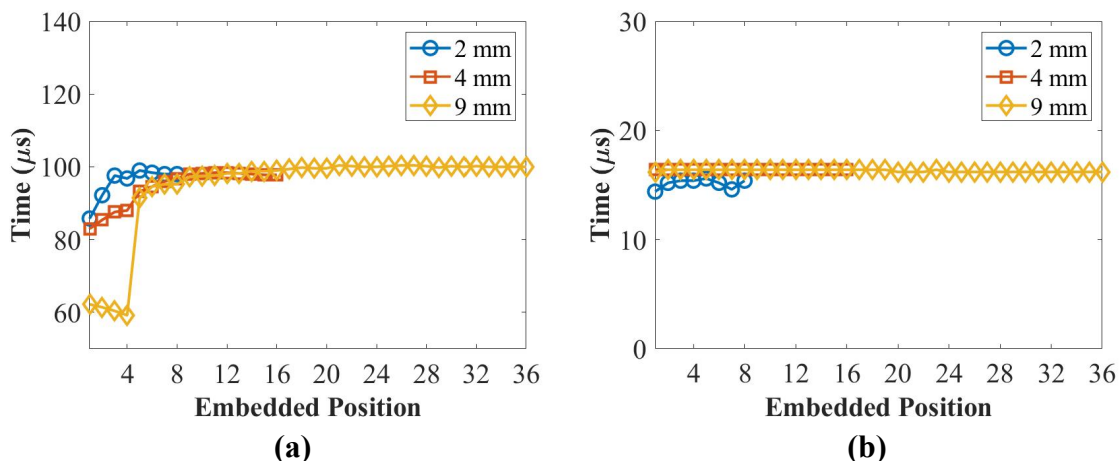 140
120
100
80
60
Time (μs)
2 mm
4 mm
9 mm
4 8 12 16 20 24 28 32 36
Embedded Position
(a)
30
20
10
0
Time (μs)
2 mm
4 mm
9 mm
4 8 12 16 20 24 28 32 36
Embedded Position
(b)